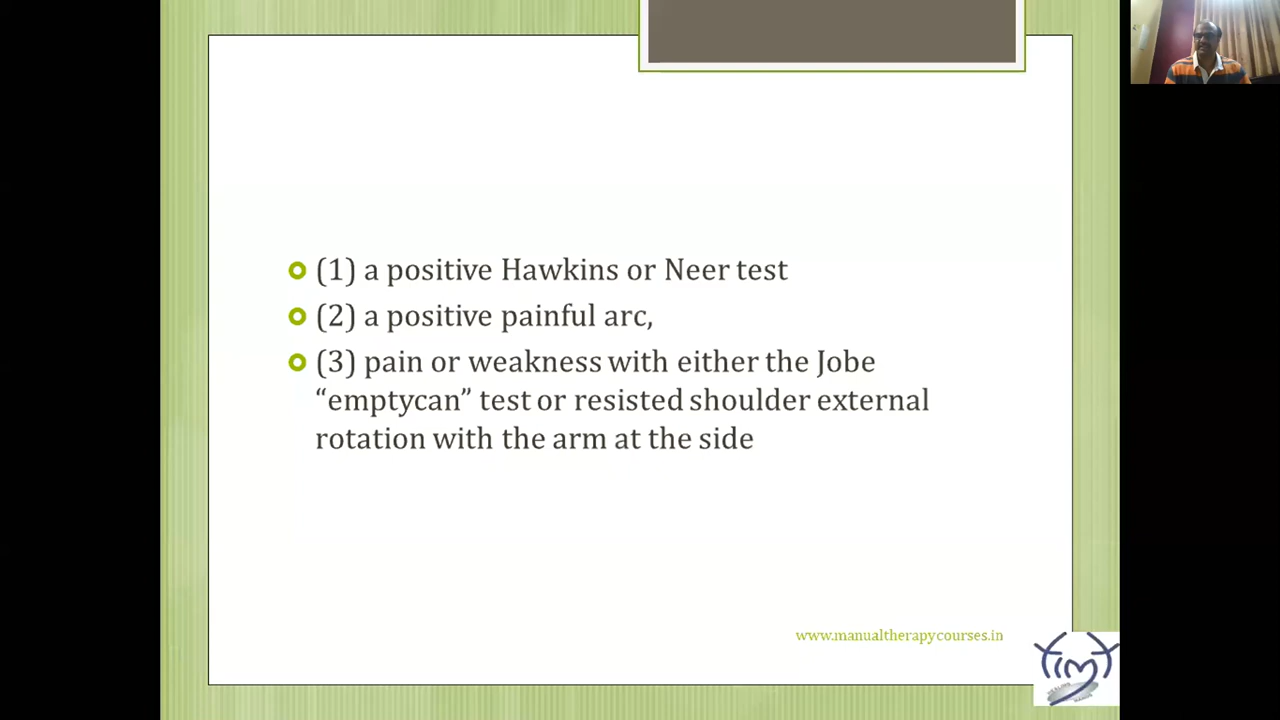 (1) a positive Hawkins or Neer test
(2) a positive painful arc,
(3) pain or weakness with either the Jobe
“emptycan” test or resisted shoulder external
rotation with the arm at the side
www.manualtherapycourses.in